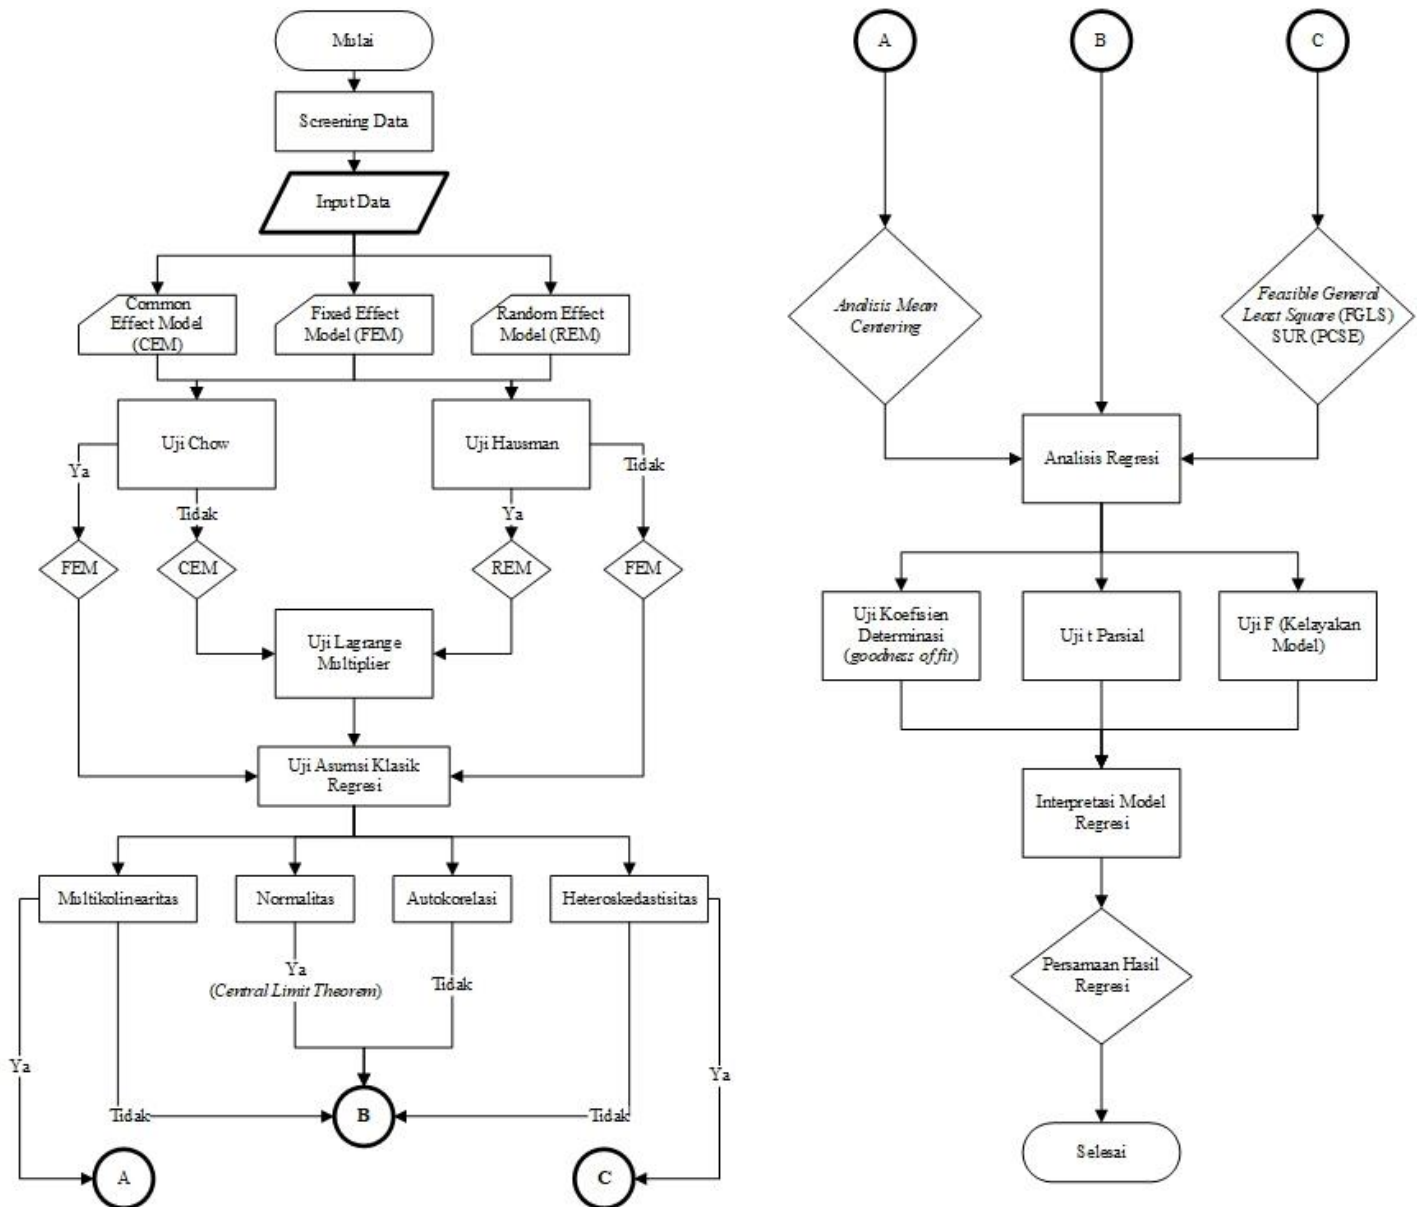 Mulai
Screening Data
Input Data
Common
Effect Model
(CEM)
Fixed Effect
Model (FEM)
Random Effect
Model (REM)
Uji Chow
Uji Hausman
Ya
Tidak
Ya
Tidak
FEM
CEM
REM
FEM
Uji Lagrange
Multiplier
Uji Asumsi Klasik
Regresi
Multikolinearitas
Normalitas
Autokorelasi
Heteroskedastisitas
Ya
(Central Limit Theorem)
Tidak
Ya
Ya
Tidak
B
Tidak
A
C
A
B
C
Analisis Mean
Centering
Feasible General
Least Square (FGLS)
SUR (PCSE)
Analisis Regresi
Uji Koefisien
Determinasi
(goodness of fit)
Uji t Parsial
Uji F (Kelayakan
Model)
Interpretasi Model
Regresi
Persamaan Hasil
Regresi
Selesai